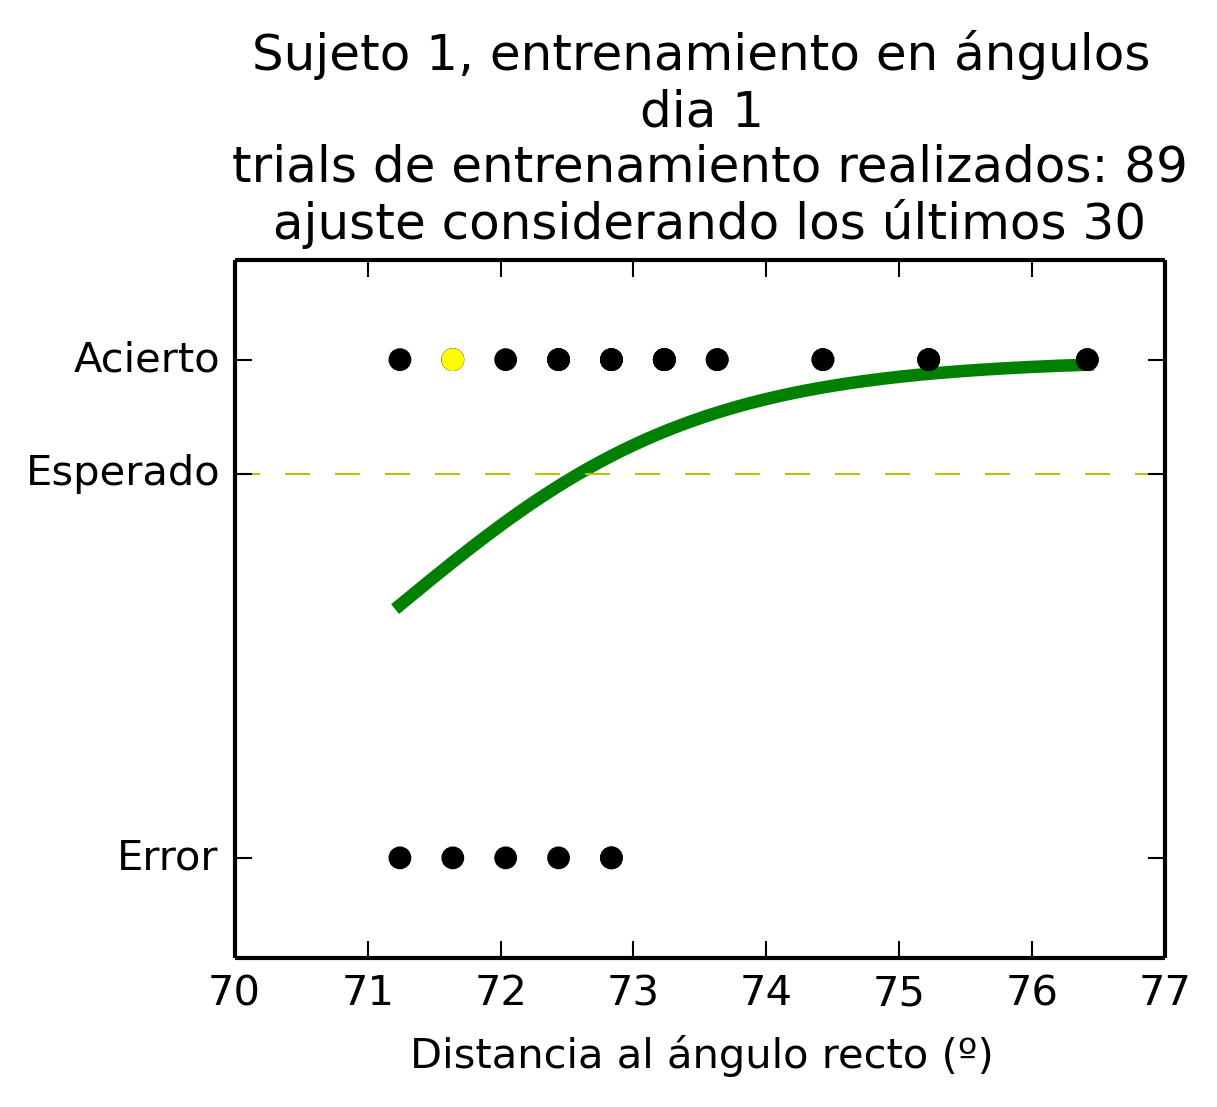 Sujeto 1, entrenamiento en ángulos
dia 1
trials de entrenamiento realizados: 89
ajuste considerando los últimos 30
Acierto
Esperado
Error
70 71 72 73 74 75 76 77
Distancia al ángulo recto (º)